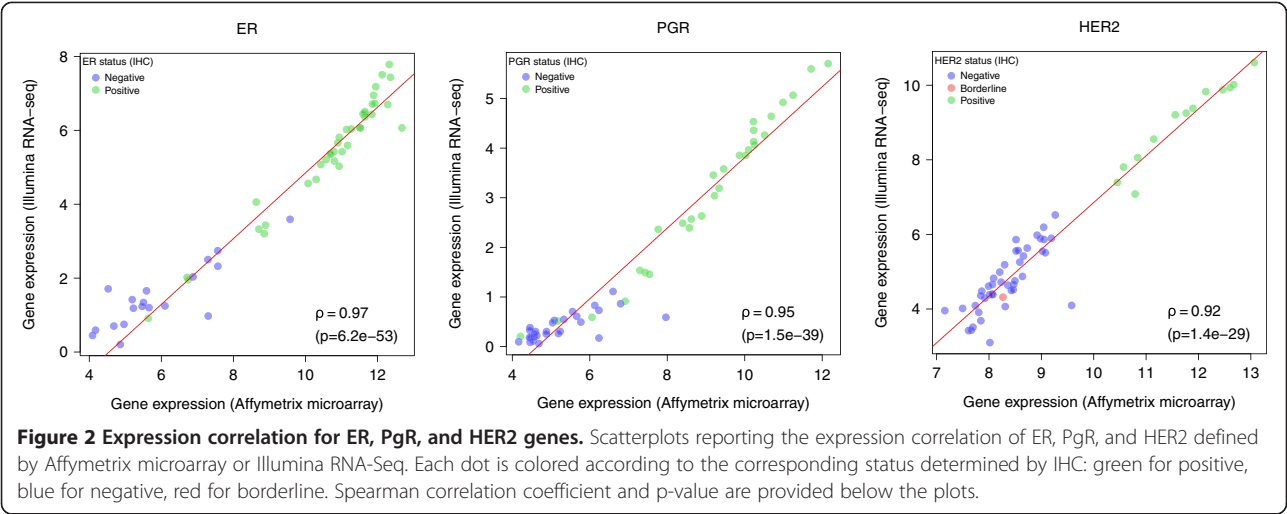 ER
PGR
HER2
Gene expression (Illumina RNA−seq)
8
6
4
2
0
ER status (IHC)
Negative
Positive
ρ = 0.97
(p=6.2e−53)
4
6
8
10
12
Gene expression (Affymetrix microarray)
Gene expression (Illumina RNA−seq)
5
4
3
2
1
0
PGR status (IHC)
Negative
Positive
ρ = 0.95
(p=1.5e−39)
4
6
8
10
12
Gene expression (Affymetrix microarray)
Gene expression (Illumina RNA−seq)
10
8
6
4
HER2 status (IHC)
Negative
Borderline
Positive
ρ = 0.92
(p=1.4e−29)
7
8
9
10
11
12
13
Gene expression (Affymetrix microarray)
Figure 2 Expression correlation for ER, PgR, and HER2 genes. Scatterplots reporting the expression correlation of ER, PgR, and HER2 defined
by Affymetrix microarray or Illumina RNA-Seq. Each dot is colored according to the corresponding status determined by IHC: green for positive,
blue for negative, red for borderline. Spearman correlation coefficient and p-value are provided below the plots.